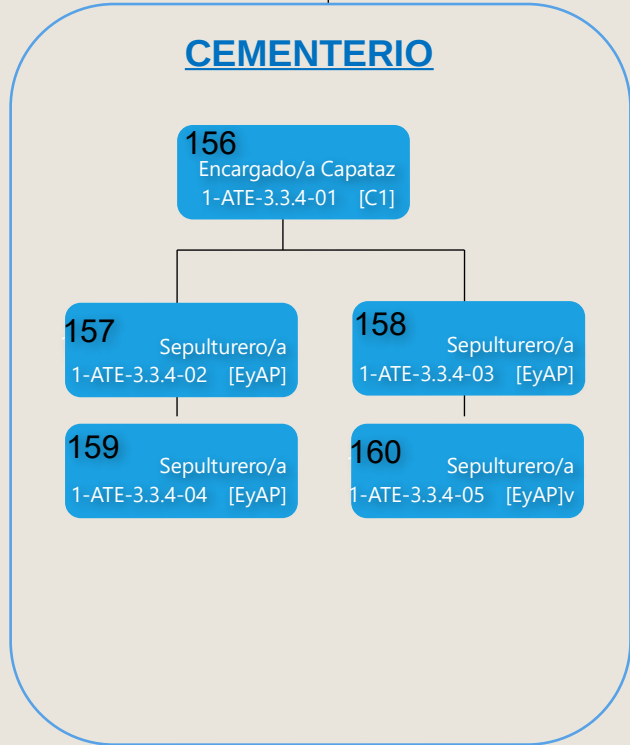 CEMENTERIO
156
Encargado/a Capataz
1-ATE-3.3.4-01 [C1]
157
Sepulturero/a
1-ATE-3.3.4-02 [EyAP]
158
Sepulturero/a
1-ATE-3.3.4-03 [EyAP]
159
Sepulturero/a
1-ATE-3.3.4-04 [EyAP]
160
Sepulturero/a
1-ATE-3.3.4-05 [EyAP]v